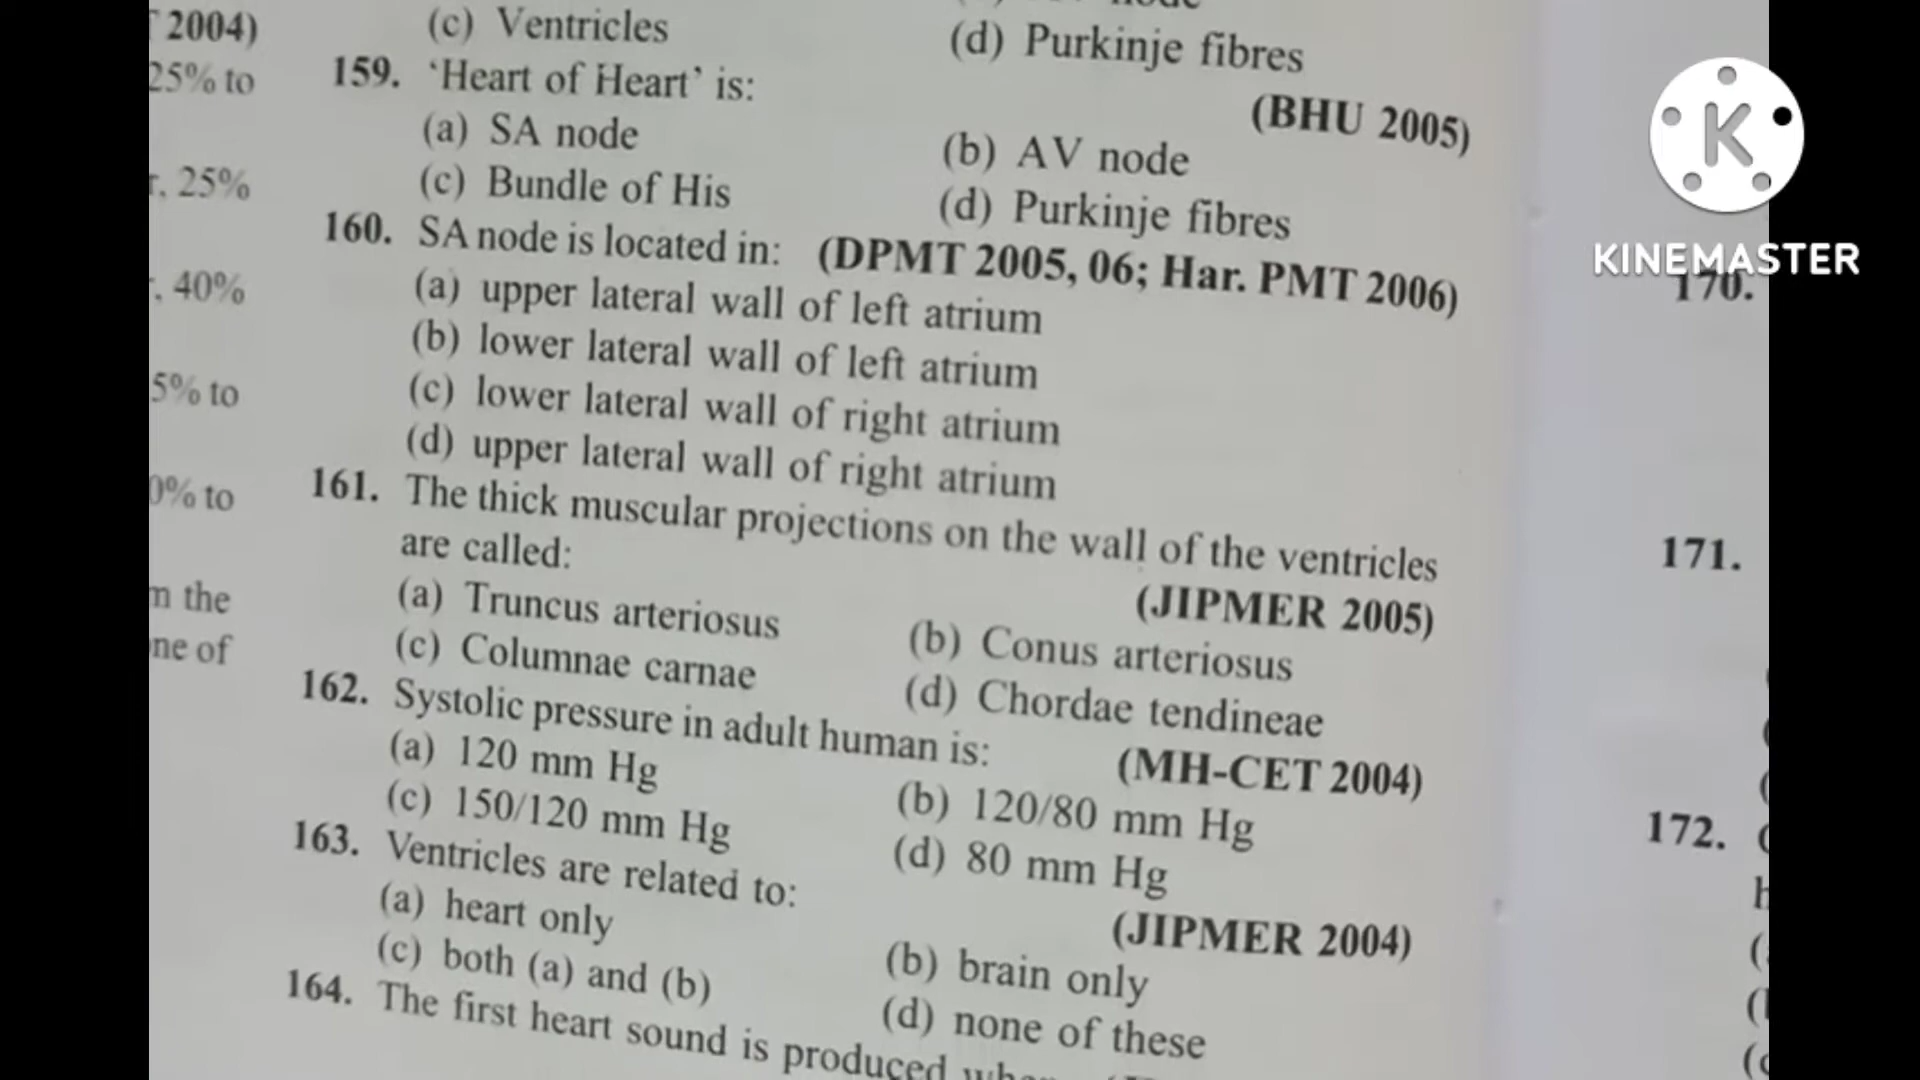 2004)
25% to
25%
40%
5% to
0% to
the
ne of
(c) Ventricles
(d) Purkinje fibres
159. ‘Heart of Heart’ is:
(BHU 2005)
(a) SA node
(b) AV node
(c) Bundle of His
(d) Purkinje fibres
160. SA node is located in: (DPMT 2005, 06; Har. PMT 2006)
(a) upper lateral wall of left atrium
(b) lower lateral wall of left atrium
(c) lower lateral wall of right atrium
(d) upper lateral wall of right atrium
161. The thick muscular projections on the wall of the ventricles
are called:
(JIPMER 2005)
(a) Truncus arteriosus
(b) Conus arteriosus
(c) Columnae carnae
(d) Chordae tendineae
162. Systolic pressure in adult human is:
(MH-CET 2004)
(a) 120 mm Hg
(b) 120/80 mm Hg
(c) 150/120 mm Hg
(d) 80 mm Hg
163. Ventricles are related to:
(JIPMER 2004)
(a) heart only
(b) brain only
(c) both (a) and (b)
(d) none of these
164. The first heart sound is produced
K
KINEMASTER
170.
171.
172.